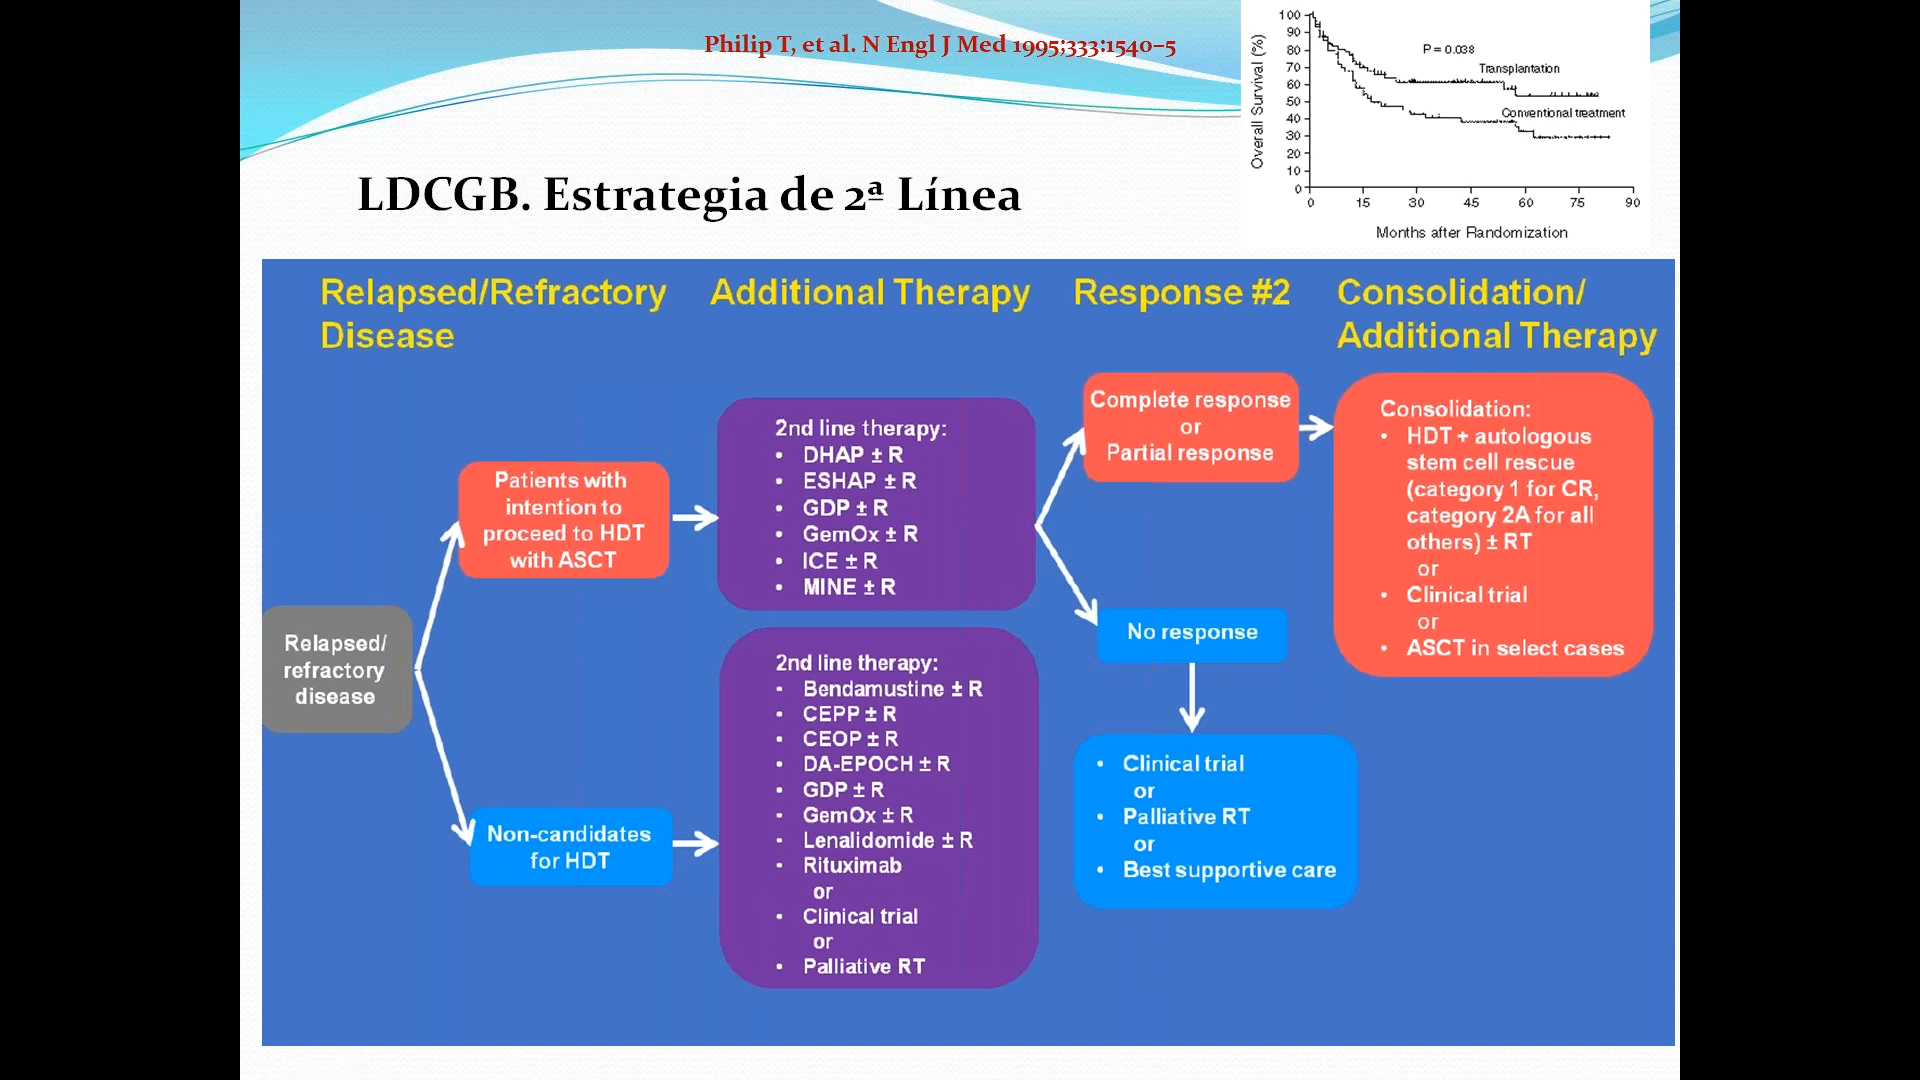 Philip T, et al. N Engl J Med 1995;333:1540–5
LDCGB. Estrategia de 2ª Línea
Overall Survival (%)
100
90
80
70
60
50
40
30
20
10
0
P = 0.038
Transplantation
Conventional treatment
0 15 30 45 60 75 90
Months after Randomization
Relapsed/Refractory
Disease
Additional Therapy
Response #2
Consolidation/
Additional Therapy
Relapsed/
refractory
disease
Patients with
intention to
proceed to HDT
with ASCT
Non-candidates
for HDT
2nd line therapy:
• DHAP ± R
• ESHAP ± R
• GDP ± R
• GemOx ± R
• ICE ± R
• MINE ± R
2nd line therapy:
• Bendamustine ± R
• CEPP ± R
• CEOP ± R
• DA-EPOCH ± R
• GDP ± R
• GemOx ± R
• Lenalidomide ± R
• Rituximab
or
• Clinical trial
or
• Palliative RT
Complete response
or
Partial response
No response
• Clinical trial
or
• Palliative RT
or
• Best supportive care
Consolidation:
• HDT + autologous
stem cell rescue
(category 1 for CR,
category 2A for all
others) ± RT
or
• Clinical trial
or
• ASCT in select cases